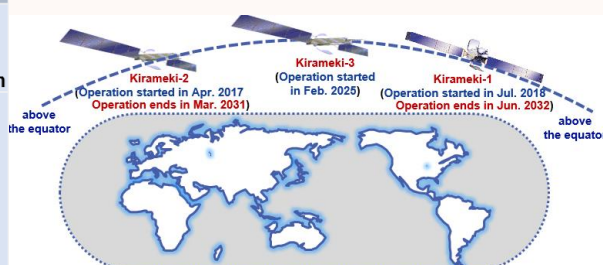 Kirameki-2
(Operation started in Apr. 2017
Operation ends in Mar. 2031)
Kirameki-3
(Operation started
in Feb. 2025)
Kirameki-1
(Operation started in Jul. 2018
Operation ends in Jun. 2032)
above
the equator
above
the equator